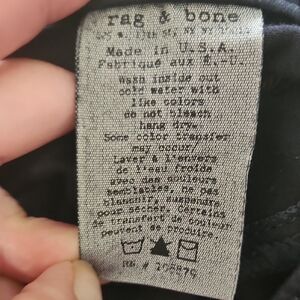 rag & bone
Made in U.S.A.
Fabriqué aux É.-U.
Wash inside out
cold water with
like colors
do not bleach
hang dry.
Some color transfer
may occur/
Laver à l'envers
de l'eau froide
avec des couleurs
semblables, ne pas
blanchir, suspendre
pour sécher. Certains
de transfert de couleur
peuvent se produire.